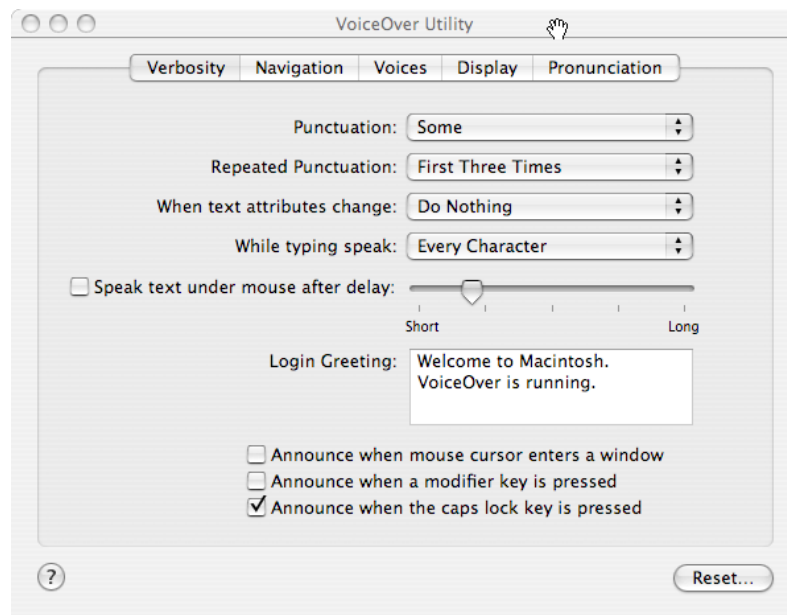 VoiceOver Utility
Verbosity Navigation Voices Display Pronunciation
Punctuation: Some
Repeated Punctuation: First Three Times
When text attributes change: Do Nothing
While typing speak: Every Character
Speak text under mouse after delay:
Short Long
Login Greeting: Welcome to Macintosh.
VoiceOver is running.
Announce when mouse cursor enters a window
Announce when a modifier key is pressed
Announce when the caps lock key is pressed
? Reset...